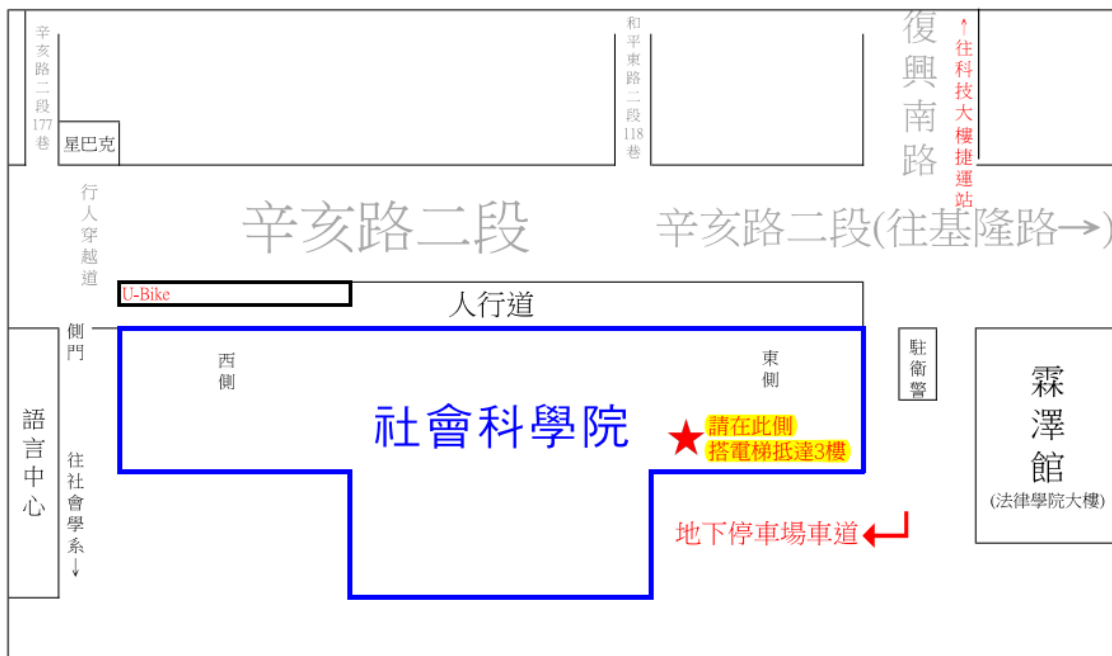 辛亥路二段177巷
星巴克
和平東路二段118巷
復興南路
↑往科技大樓捷運站
行人穿越道
辛亥路二段
辛亥路二段(往基隆路→)
U-Bike
人行道
側門
西側
東側
駐衛警
語言中心
社會科學院
★請在此側
搭電梯抵達3樓
霖澤館
(法律學院大樓)
往社會學系↓
地下停車場車道